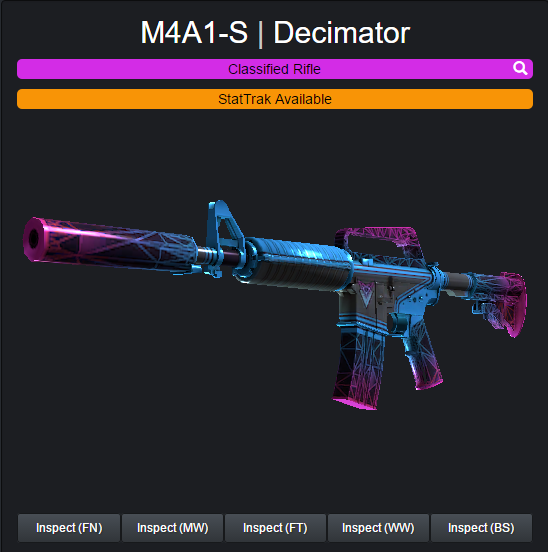 M4A1-S | Decimator
Classified Rifle
StatTrak Available
Inspect (FN) Inspect (MW) Inspect (FT) Inspect (WW) Inspect (BS)